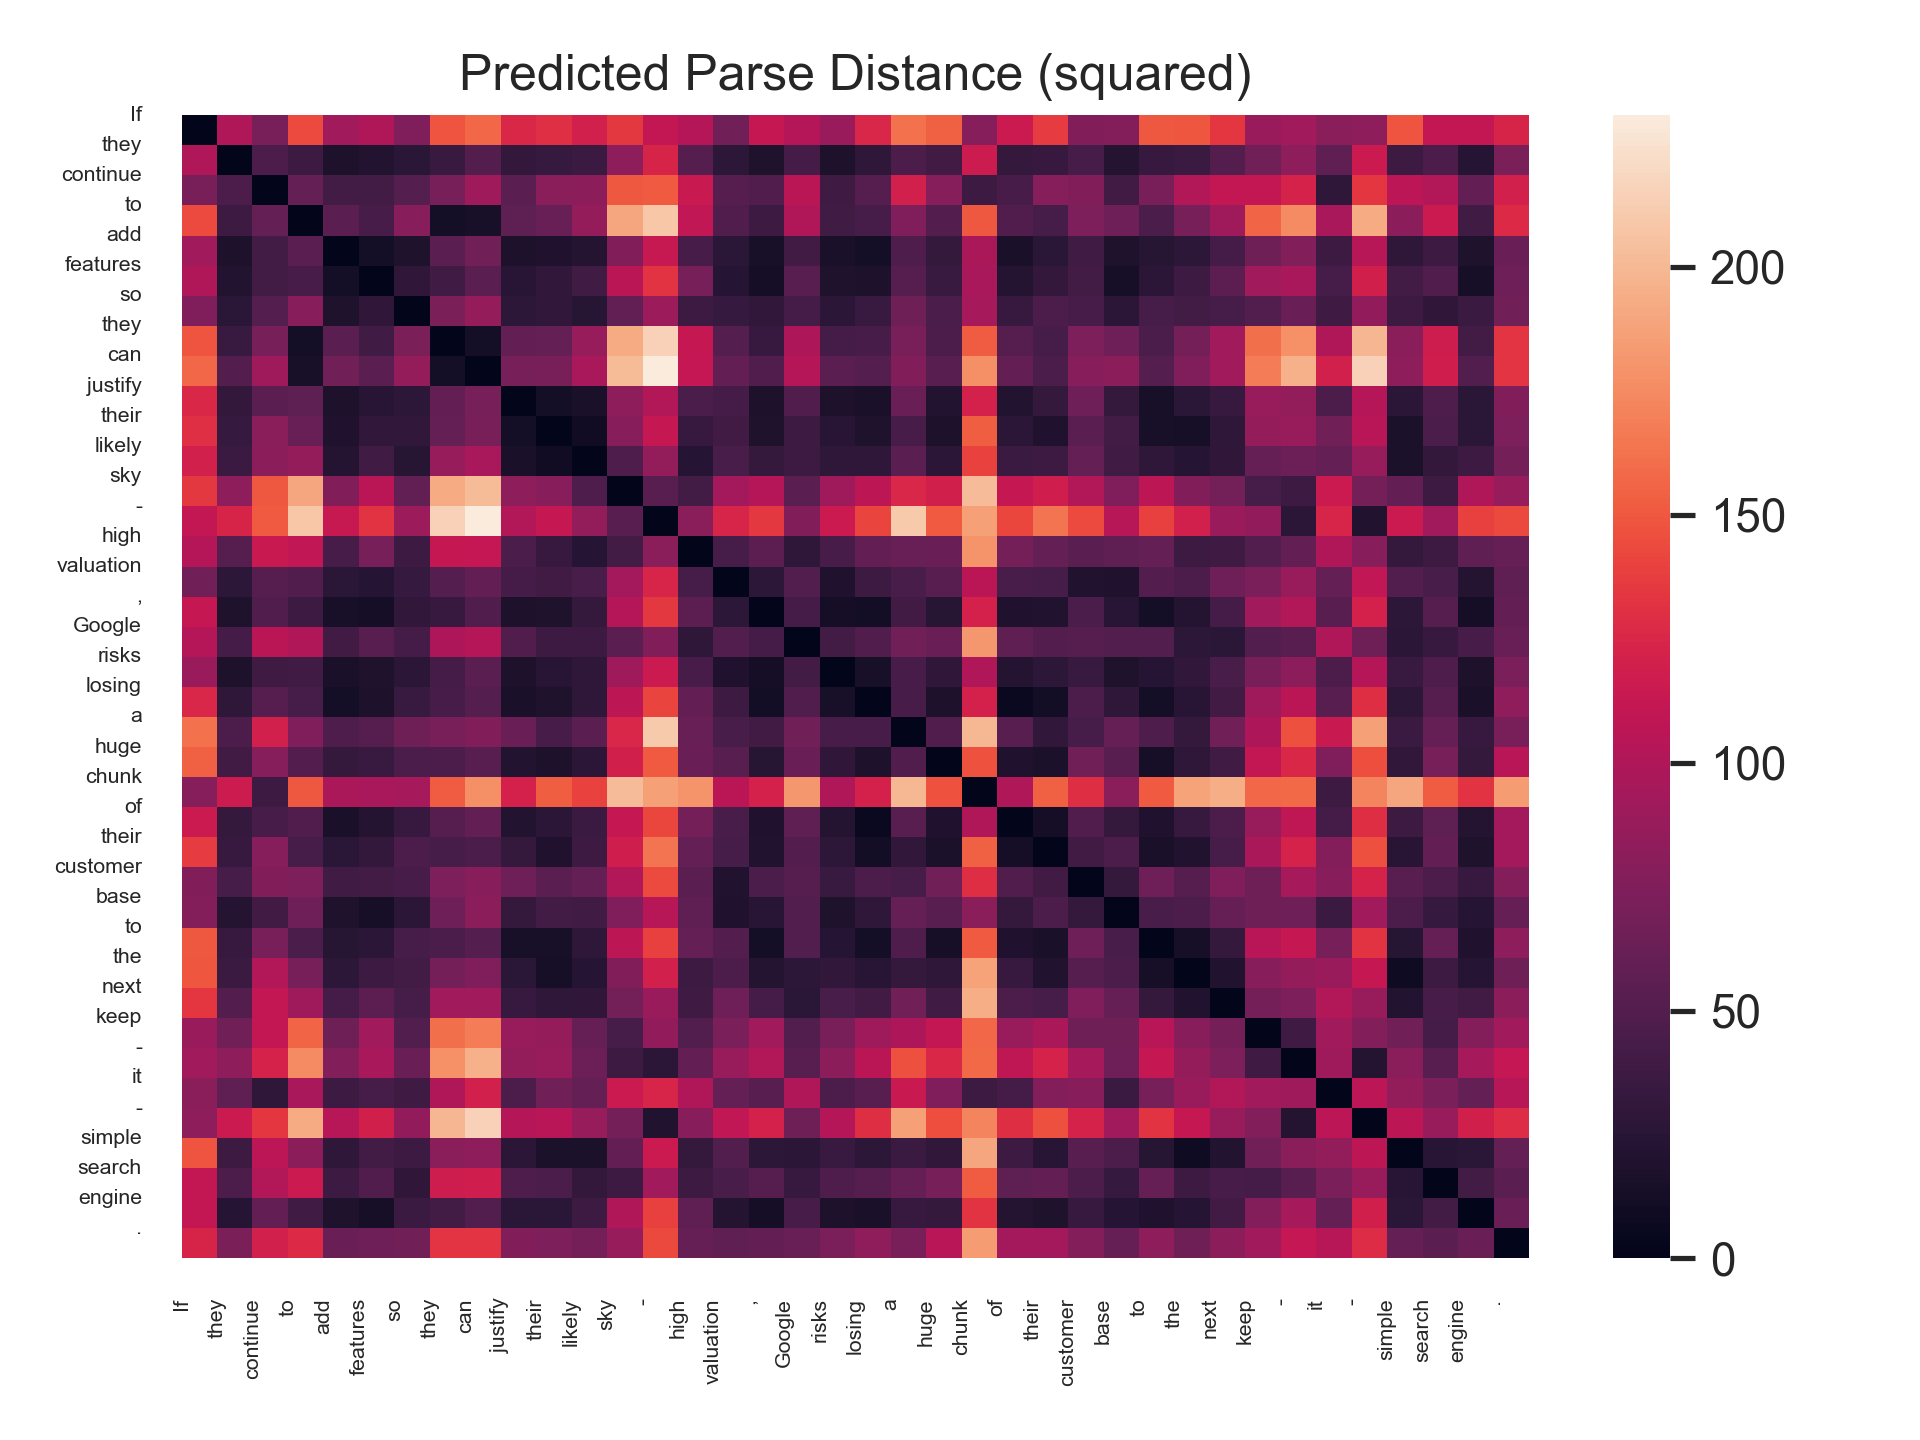 Predicted Parse Distance (squared)
If
they
continue
to
add
features
so
they
can
justify
their
likely
sky
-
high
valuation
,
Google
risks
losing
a
huge
chunk
of
their
customer
base
to
the
next
keep
-
it
-
simple
search
engine
.
200
150
100
50
0
If
they
continue
to
add
features
so
they
can
justify
their
likely
sky
-
high
valuation
,
Google
risks
losing
a
huge
chunk
of
their
customer
base
to
the
next
keep
-
it
-
simple
search
engine
.